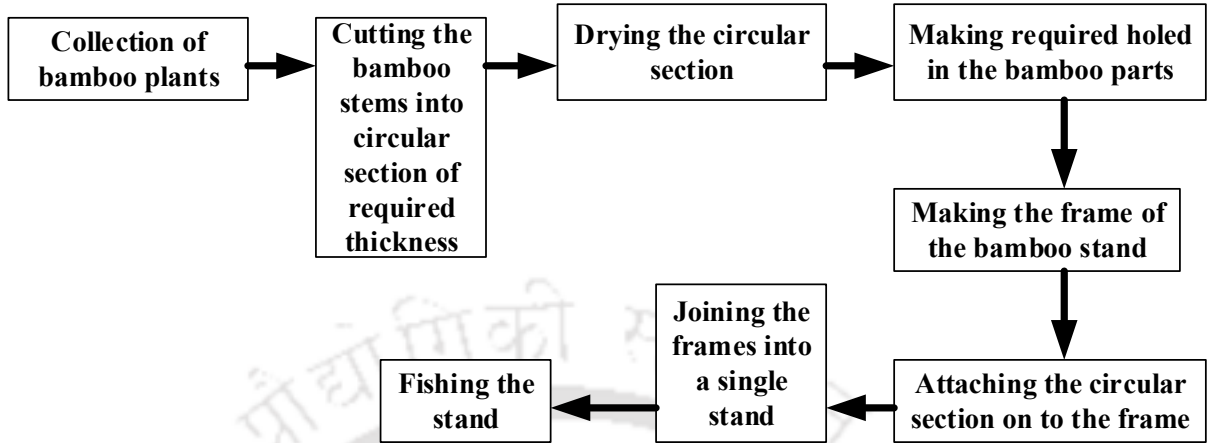 Collection of
bamboo plants
Cutting the
bamboo
stems into
circular
section of
required
thickness
Drying the circular
section
Making required holed
in the bamboo parts
Making the frame of
the bamboo stand
Attaching the circular
section on to the frame
Joining the
frames into
a single
stand
Fishing the
stand